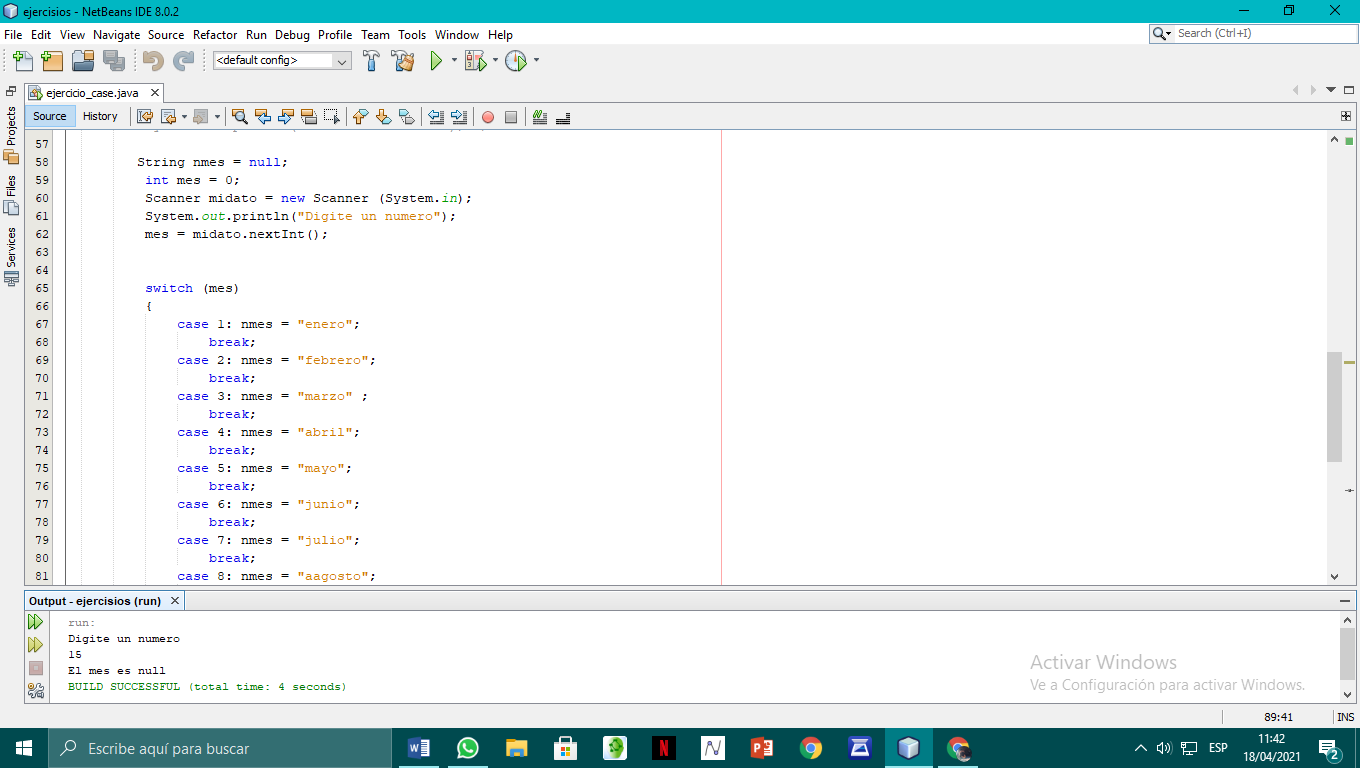 ejercisios - NetBeans IDE 8.0.2
File Edit View Navigate Source Refactor Run Debug Profile Team Tools Window Help
Search (Ctrl+I)
<default config>
ejercicio_case.java
Source History
Projects
Files
Services
57
58 String nmes = null;
59 int mes = 0;
60 Scanner midato = new Scanner (System.in);
61 System.out.println("Digite un numero");
62 mes = midato.nextInt();
63
64
65 switch (mes)
66 {
67 case 1: nmes = "enero";
68 break;
69 case 2: nmes = "febrero";
70 break;
71 case 3: nmes = "marzo" ;
72 break;
73 case 4: nmes = "abril";
74 break;
75 case 5: nmes = "mayo";
76 break;
77 case 6: nmes = "junio";
78 break;
79 case 7: nmes = "julio";
80 break;
81 case 8: nmes = "aagosto";
Output - ejercisios (run)
run:
Digite un numero
15
El mes es null
BUILD SUCCESSFUL (total time: 4 seconds)
Activar Windows
Ve a Configuración para activar Windows.
89:41 INS
Escribe aquí para buscar
ESP
11:42
18/04/2021
2